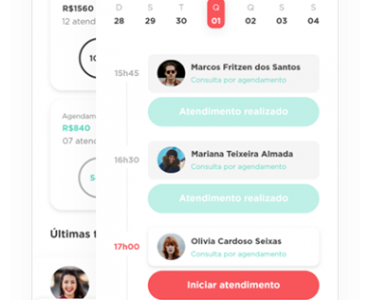 R$1560
12 atend
10
Agendam
R$840
07 atenc
5
Últimas f
D S T Q Q S S
28 29 30 01 02 03 04
15h45
Marcos Fritzen dos Santos
Consulta por agendamento
Atendimento realizado
16h30
Mariana Teixeira Almada
Consulta por agendamento
Atendimento realizado
17h00
Olivia Cardoso Seixas
Consulta por agendamento
Iniciar atendimento